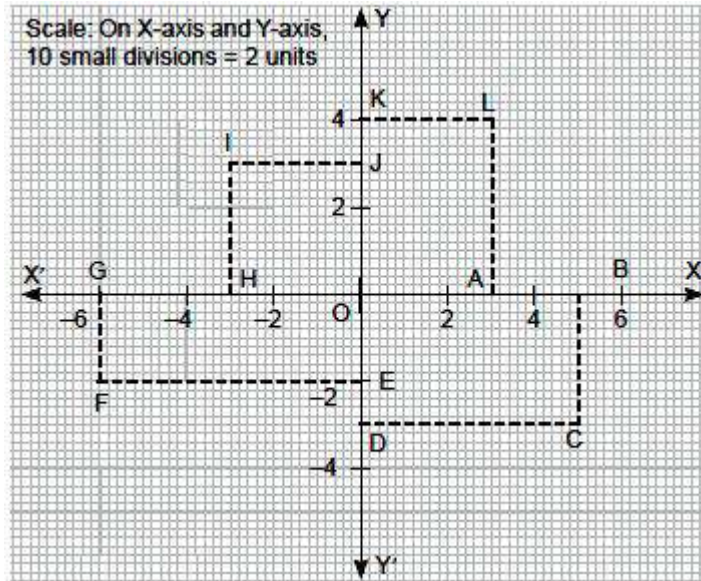 Scale: On X-axis and Y-axis,
10 small divisions = 2 units
Y
K
L
4
I
J
2
G
H
A
B
X′
X
–6
–4
–2
O
2
4
6
E
F
–2
D
C
–4
Y′